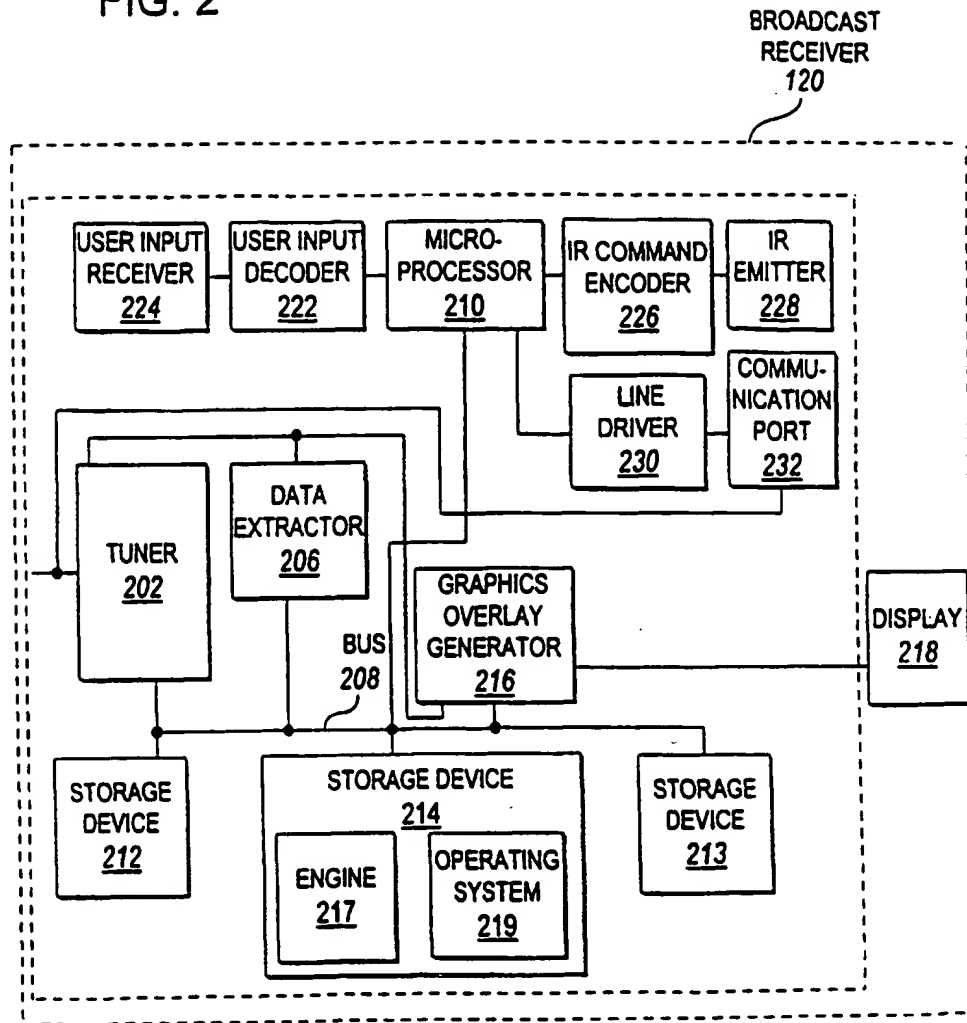 FIG. 2
BROADCAST
RECEIVER
120
USER INPUT
RECEIVER
224
USER INPUT
DECODER
222
MICRO-
PROCESSOR
210
IR COMMAND
ENCODER
226
IR
EMITTER
228
LINE
DRIVER
230
COMMU-
NICATION
PORT
232
TUNER
202
DATA
EXTRACTOR
206
GRAPHICS
OVERLAY
GENERATOR
216
DISPLAY
218
BUS
208
STORAGE
DEVICE
212
STORAGE DEVICE
214
ENGINE
217
OPERATING
SYSTEM
219
STORAGE
DEVICE
213